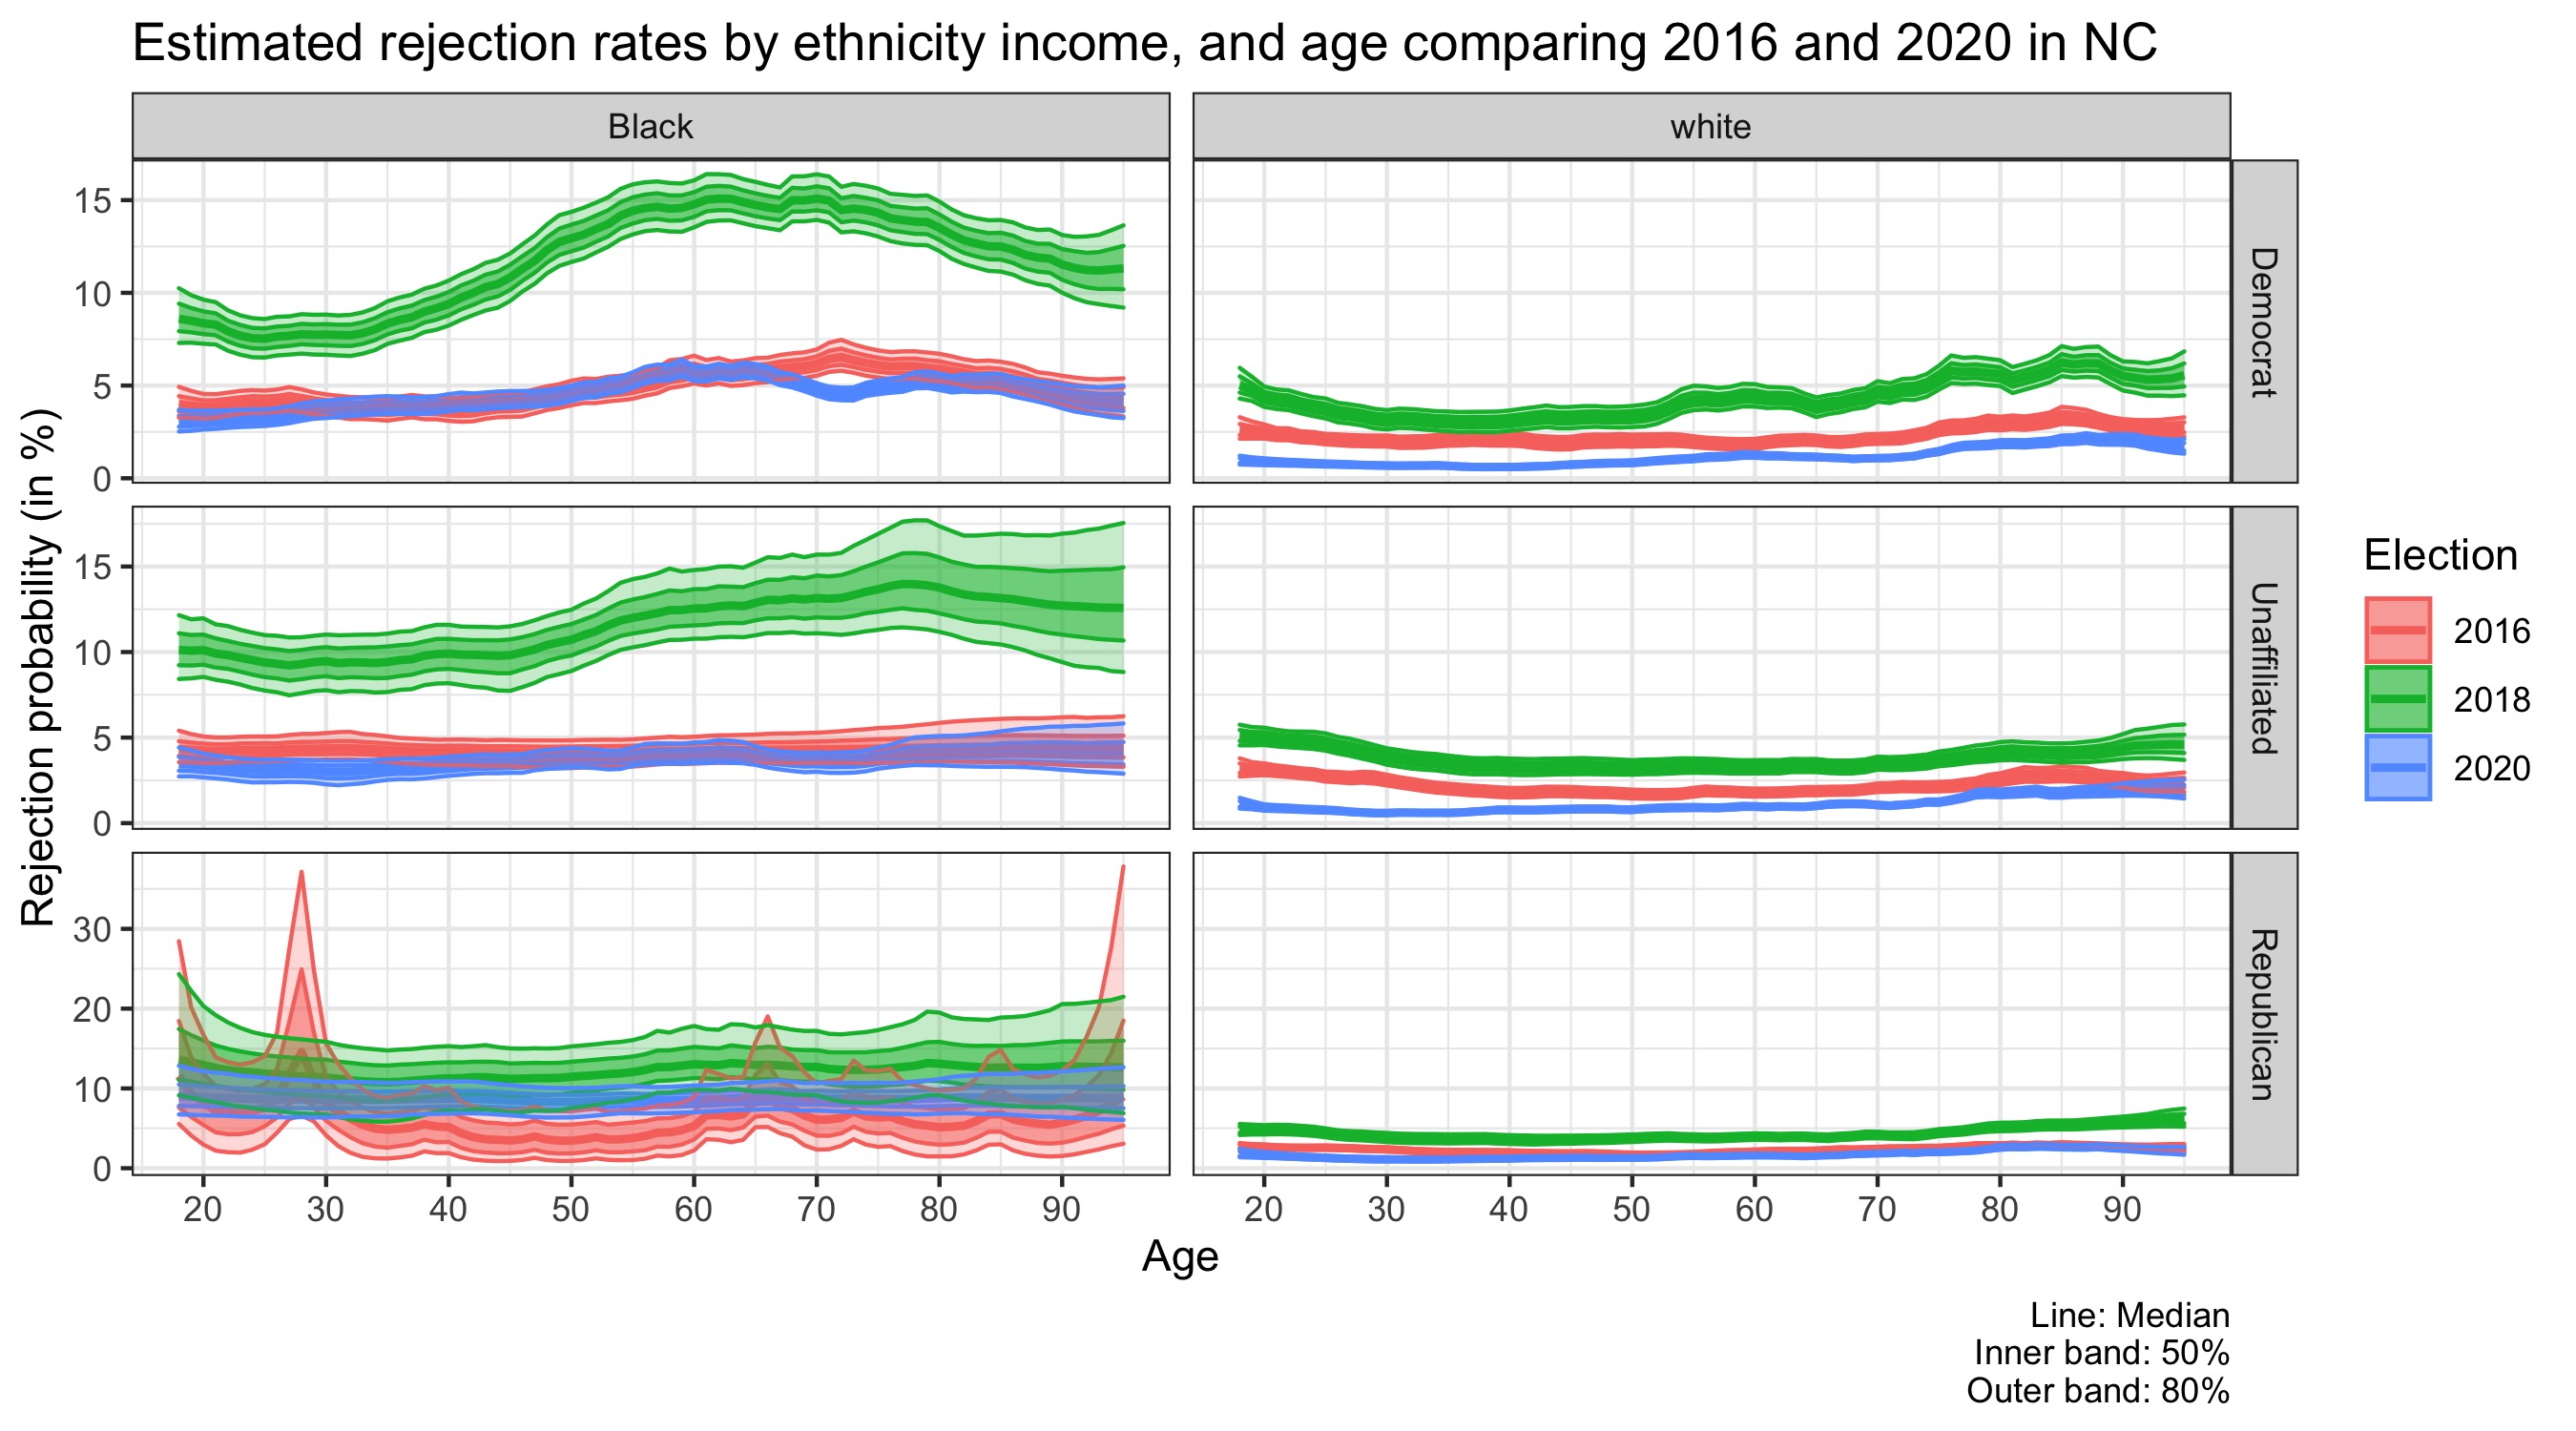 Estimated rejection rates by ethnicity income, and age comparing 2016 and 2020 in NC
Black
white
15
10
5
0
Democrat
15
10
5
0
Unaffiliated
30
20
10
0
Republican
20 30 40 50 60 70 80 90
20 30 40 50 60 70 80 90
Rejection probability (in %)
Age
Election
2016
2018
2020
Line: Median
Inner band: 50%
Outer band: 80%